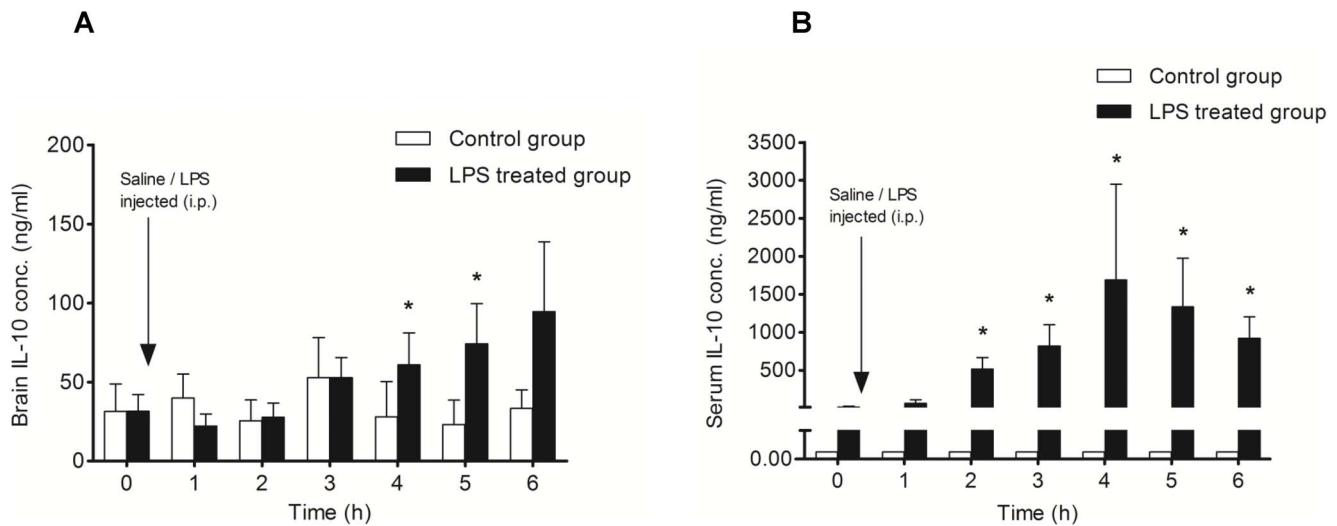 A
Control group
LPS treated group
Saline / LPS
injected (i.p.)
Brain IL-10 conc. (ng/ml)
200
150
100
50
0
*
*
0 1 2 3 4 5 6
Time (h)
B
Control group
LPS treated group
Saline / LPS
injected (i.p.)
Serum IL-10 conc. (ng/ml)
3500
3000
2500
2000
1500
1000
500
0.00
*
*
*
*
*
0 1 2 3 4 5 6
Time (h)